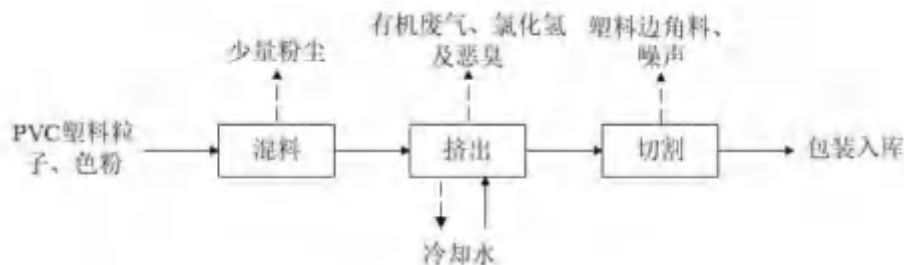 少量粉尘
有机废气、氯化氢
及恶臭
塑料边角料、
噪声
PVC塑料粒
子、色粉
混料
挤出
切割
包装入库
冷却水